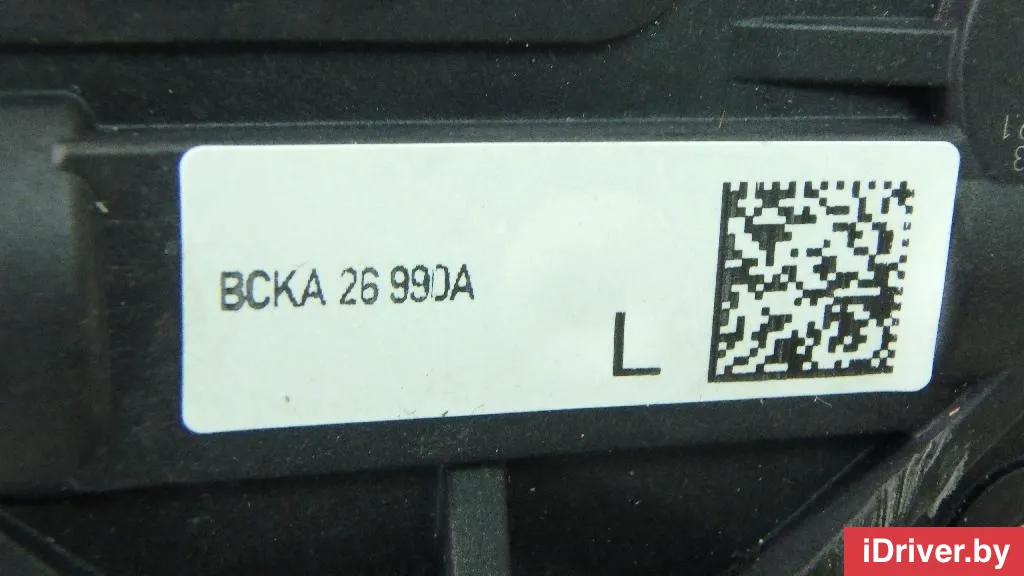 BCKA 26 990A
L
iDriver.by